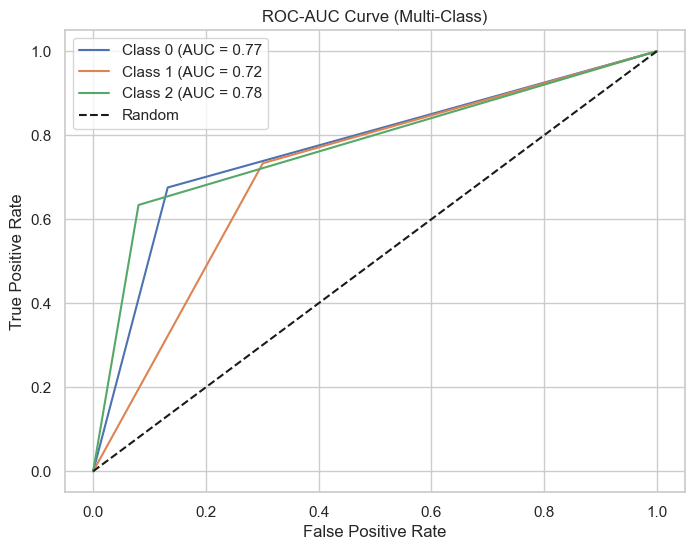 ROC-AUC Curve (Multi-Class)
Class 0 (AUC = 0.77
Class 1 (AUC = 0.72
Class 2 (AUC = 0.78
Random
True Positive Rate
1.0
0.8
0.6
0.4
0.2
0.0
0.0 0.2 0.4 0.6 0.8 1.0
False Positive Rate